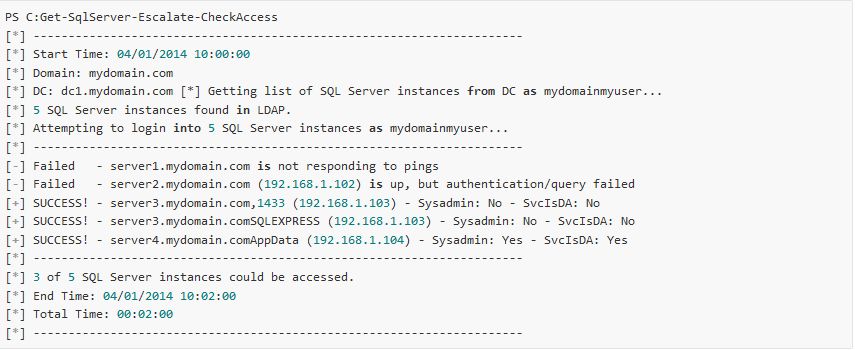 PS C:Get-SqlServer-Escalate-CheckAccess
[*] ----------------------------------------------------------------------
[*] Start Time: 04/01/2014 10:00:00
[*] Domain: mydomain.com
[*] DC: dc1.mydomain.com [*] Getting list of SQL Server instances from DC as mydomainmyuser...
[*] 5 SQL Server instances found in LDAP.
[*] Attempting to login into 5 SQL Server instances as mydomainmyuser...
[*] ----------------------------------------------------------------------
[-] Failed   - server1.mydomain.com is not responding to pings
[-] Failed   - server2.mydomain.com (192.168.1.102) is up, but authentication/query failed
[+] SUCCESS! - server3.mydomain.com,1433 (192.168.1.103) - Sysadmin: No - SvcIsDA: No
[+] SUCCESS! - server3.mydomain.comSQLEXPRESS (192.168.1.103) - Sysadmin: No - SvcIsDA: No
[+] SUCCESS! - server4.mydomain.comAppData (192.168.1.104) - Sysadmin: Yes - SvcIsDA: Yes
[*] ----------------------------------------------------------------------
[*] 3 of 5 SQL Server instances could be accessed.
[*] End Time: 04/01/2014 10:02:00
[*] Total Time: 00:02:00
[*] ----------------------------------------------------------------------